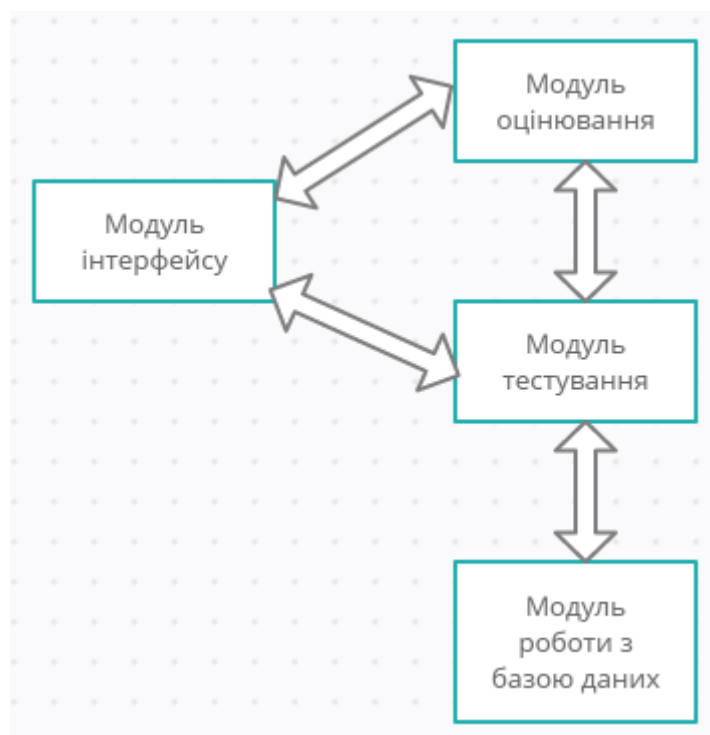 Модуль
оцінювання
Модуль
інтерфейсу
Модуль
тестування
Модуль
роботи з
базою даних